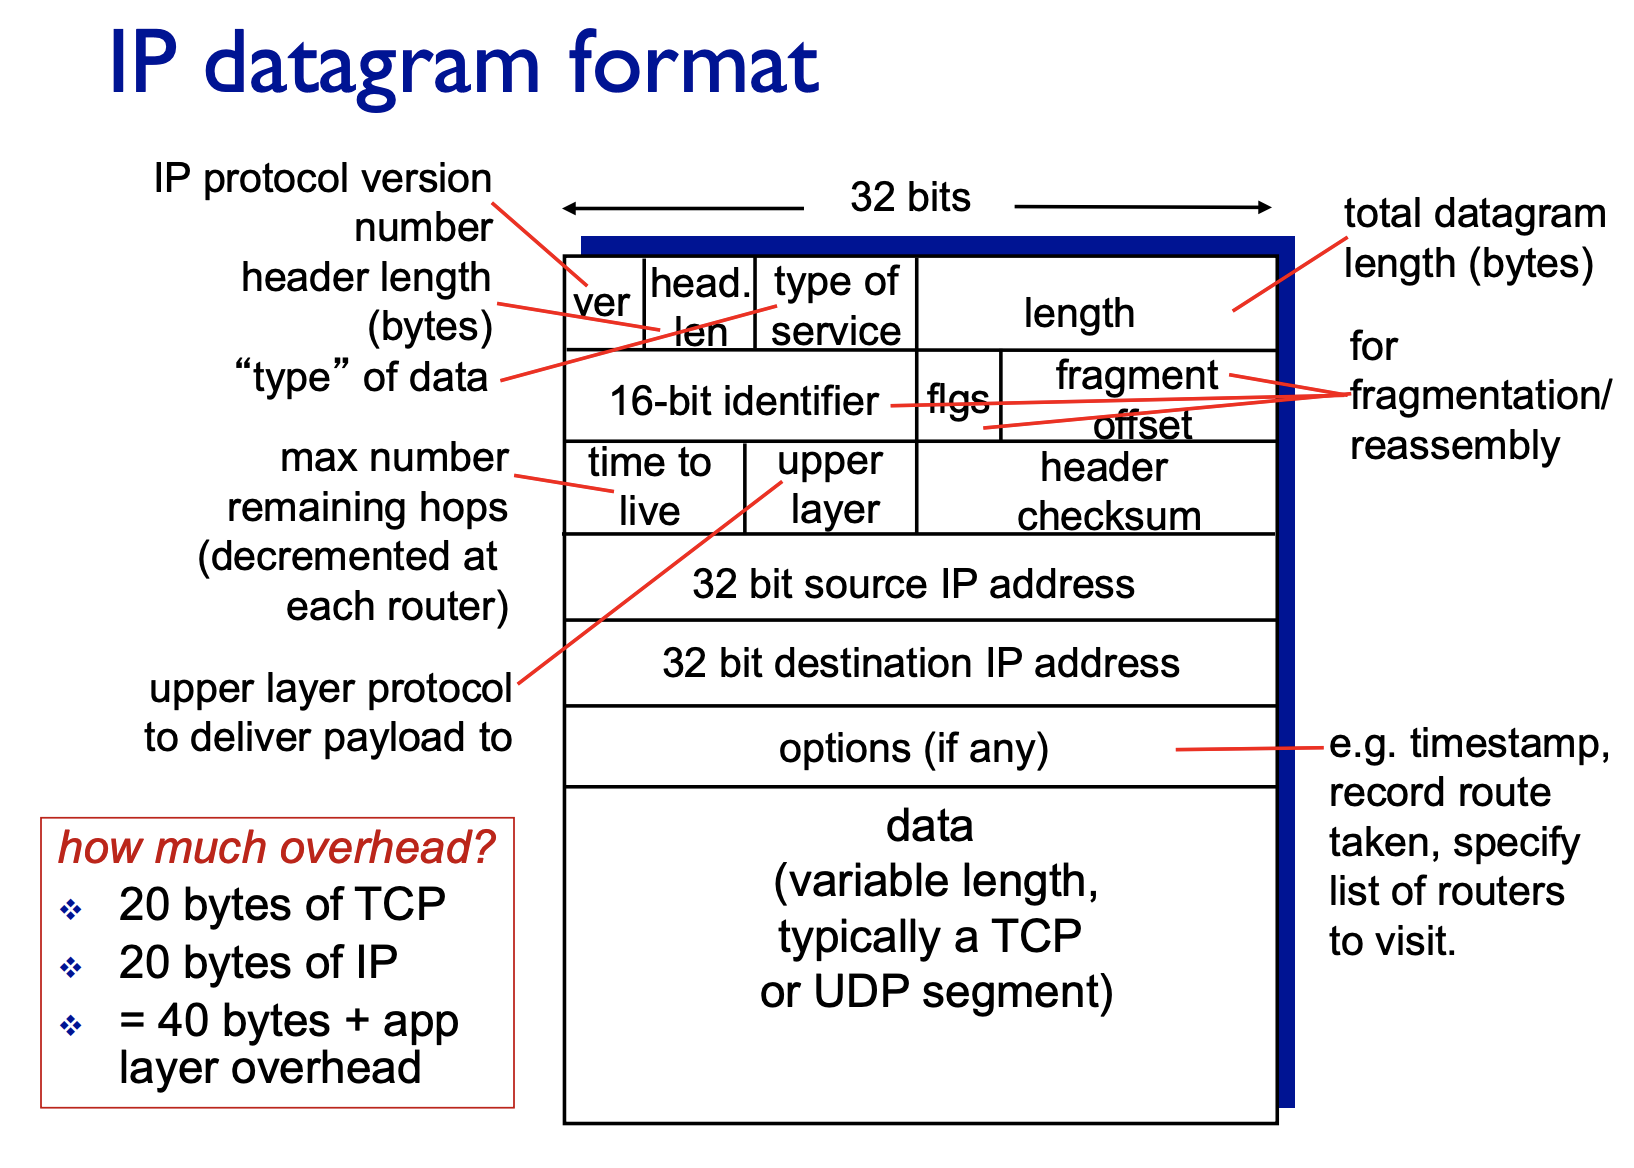 IP datagram format
IP protocol version
number
header length
(bytes)
“type” of data
max number
remaining hops
(decremented at
each router)
upper layer protocol
to deliver payload to
how much overhead?
❖ 20 bytes of TCP
❖ 20 bytes of IP
❖ = 40 bytes + app
layer overhead
32 bits
ver
head.
len
type of
service
length
16-bit identifier
flgs
fragment
offset
time to
live
upper
layer
header
checksum
32 bit source IP address
32 bit destination IP address
options (if any)
data
(variable length,
typically a TCP
or UDP segment)
total datagram
length (bytes)
for
fragmentation/
reassembly
e.g. timestamp,
record route
taken, specify
list of routers
to visit.